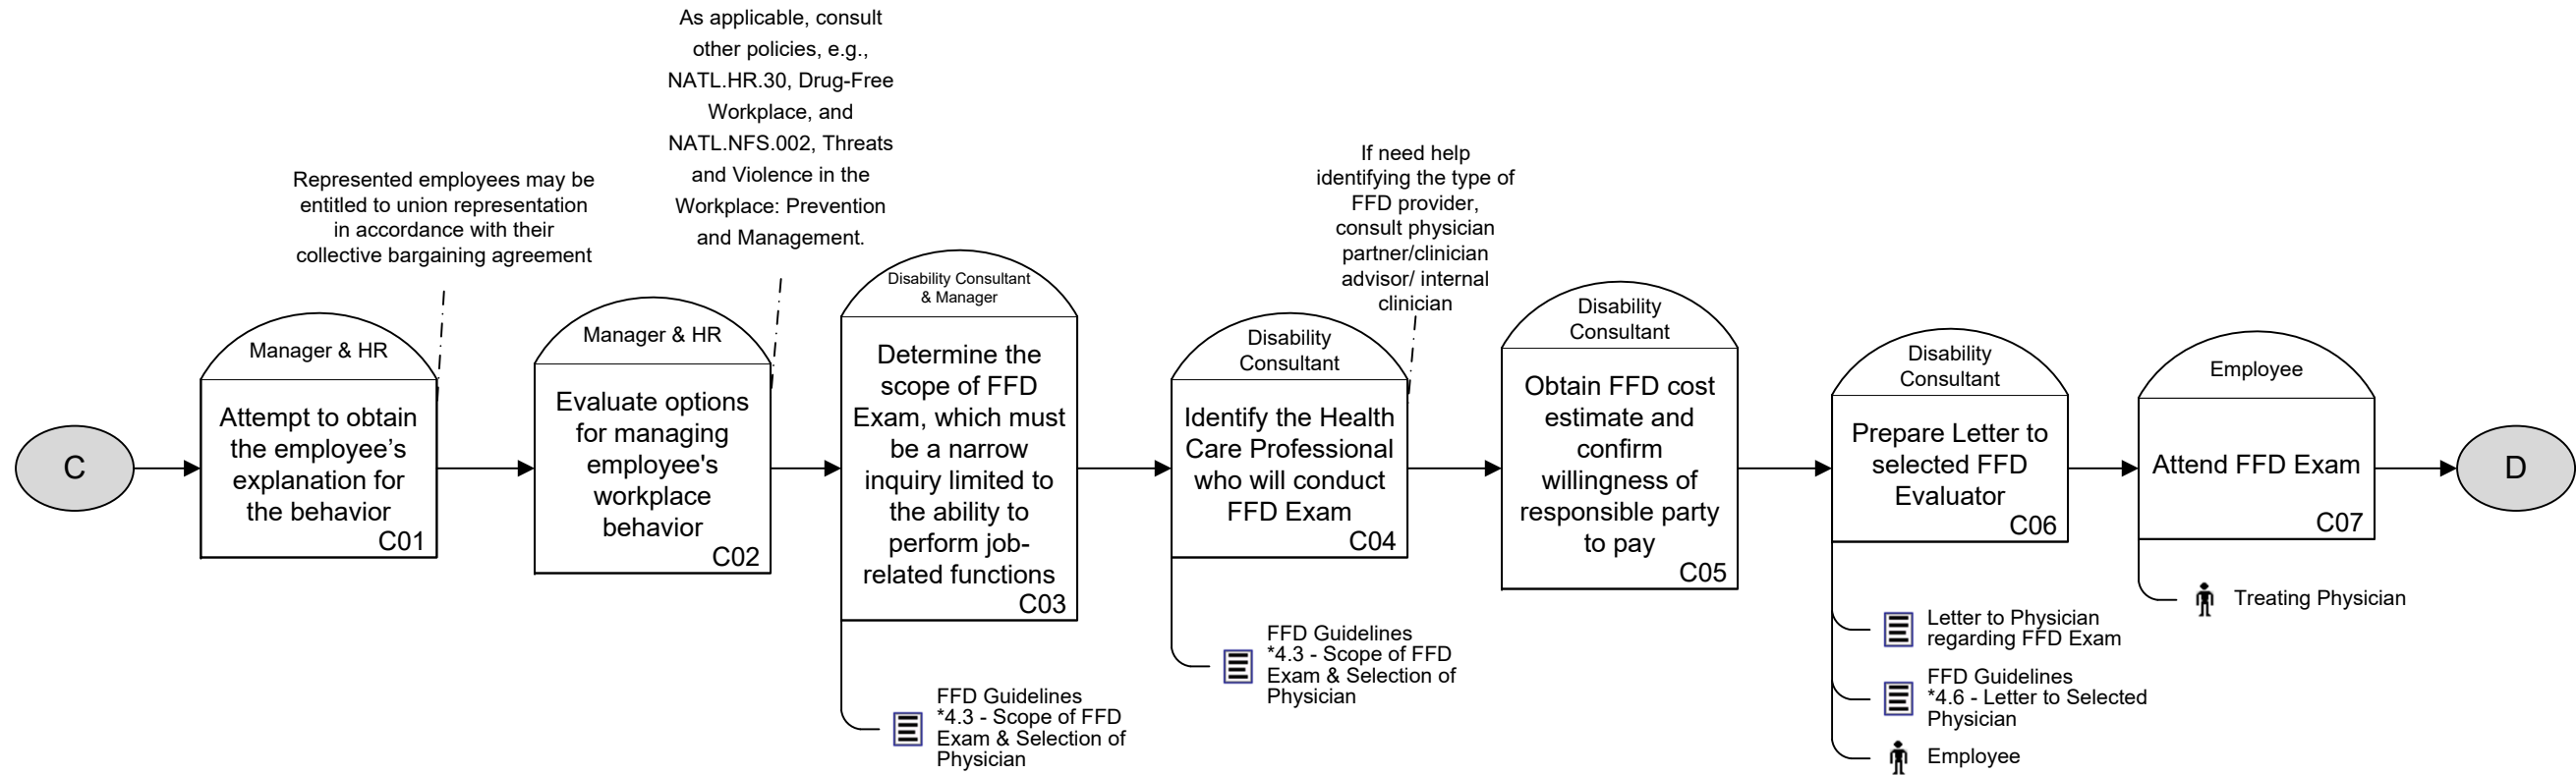 As applicable, consult
other policies, e.g.,
NATL.HR.30, Drug-Free
Workplace, and
NATL.NFS.002, Threats
and Violence in the
Workplace: Prevention
and Management.
Represented employees may be
entitled to union representation
in accordance with their
collective bargaining agreement
If need help
identifying the type of
FFD provider,
consult physician
partner/clinician
advisor/ internal
clinician
C
Manager & HR
Attempt to obtain
the employee’s
explanation for
the behavior
C01
Manager & HR
Evaluate options
for managing
employee's
workplace
behavior
C02
Disability Consultant
& Manager
Determine the
scope of FFD
Exam, which must
be a narrow
inquiry limited to
the ability to
perform job-
related functions
C03
FFD Guidelines
*4.3 - Scope of FFD
Exam & Selection of
Physician
Disability
Consultant
Identify the Health
Care Professional
who will conduct
FFD Exam
C04
FFD Guidelines
*4.3 - Scope of FFD
Exam & Selection of
Physician
Disability
Consultant
Obtain FFD cost
estimate and
confirm
willingness of
responsible party
to pay
C05
Disability
Consultant
Prepare Letter to
selected FFD
Evaluator
C06
Letter to Physician
regarding FFD Exam
FFD Guidelines
*4.6 - Letter to Selected
Physician
Employee
Employee
Attend FFD Exam
C07
Treating Physician
D